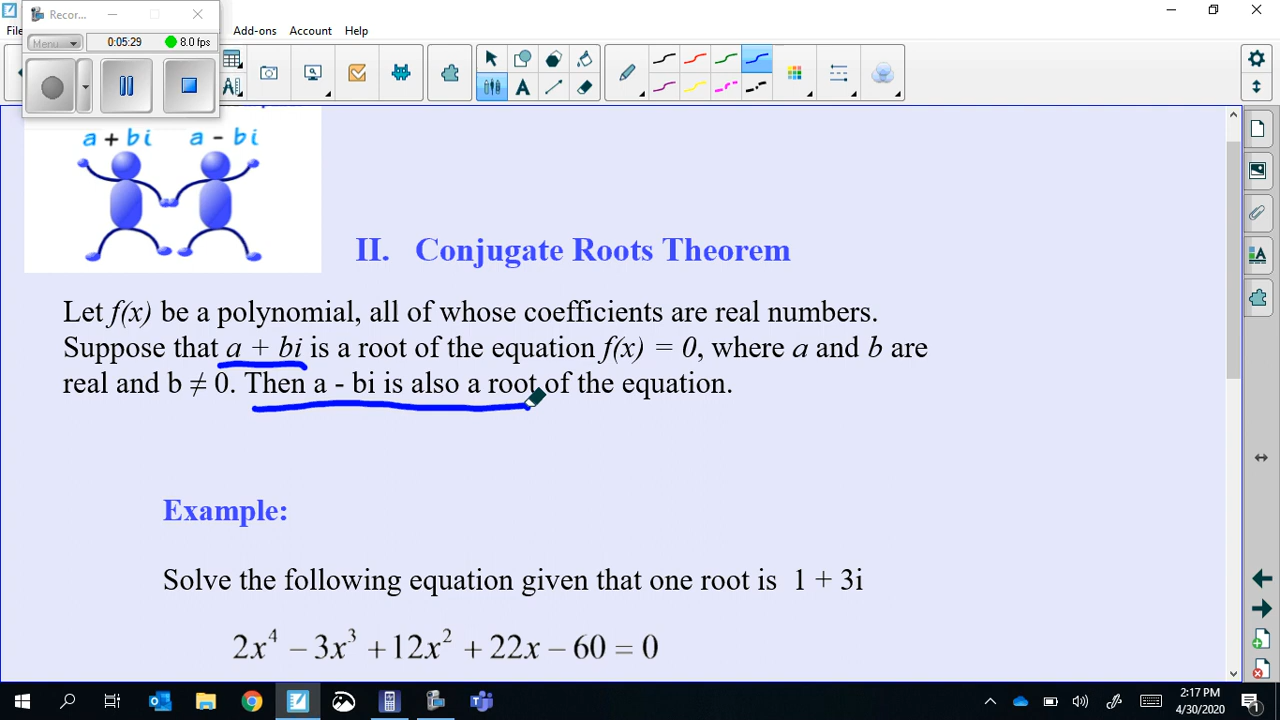 Recor...
File
Add-ons Account Help
Menu
0:05:29
8.0 fps
a + bi a - bi
II. Conjugate Roots Theorem
Let f(x) be a polynomial, all of whose coefficients are real numbers.
Suppose that a + bi is a root of the equation f(x) = 0, where a and b are
real and b ≠ 0. Then a - bi is also a root of the equation.
Example:
Solve the following equation given that one root is 1 + 3i
2x⁴ − 3x³ + 12x² + 22x − 60 = 0
2:17 PM
4/30/2020
1